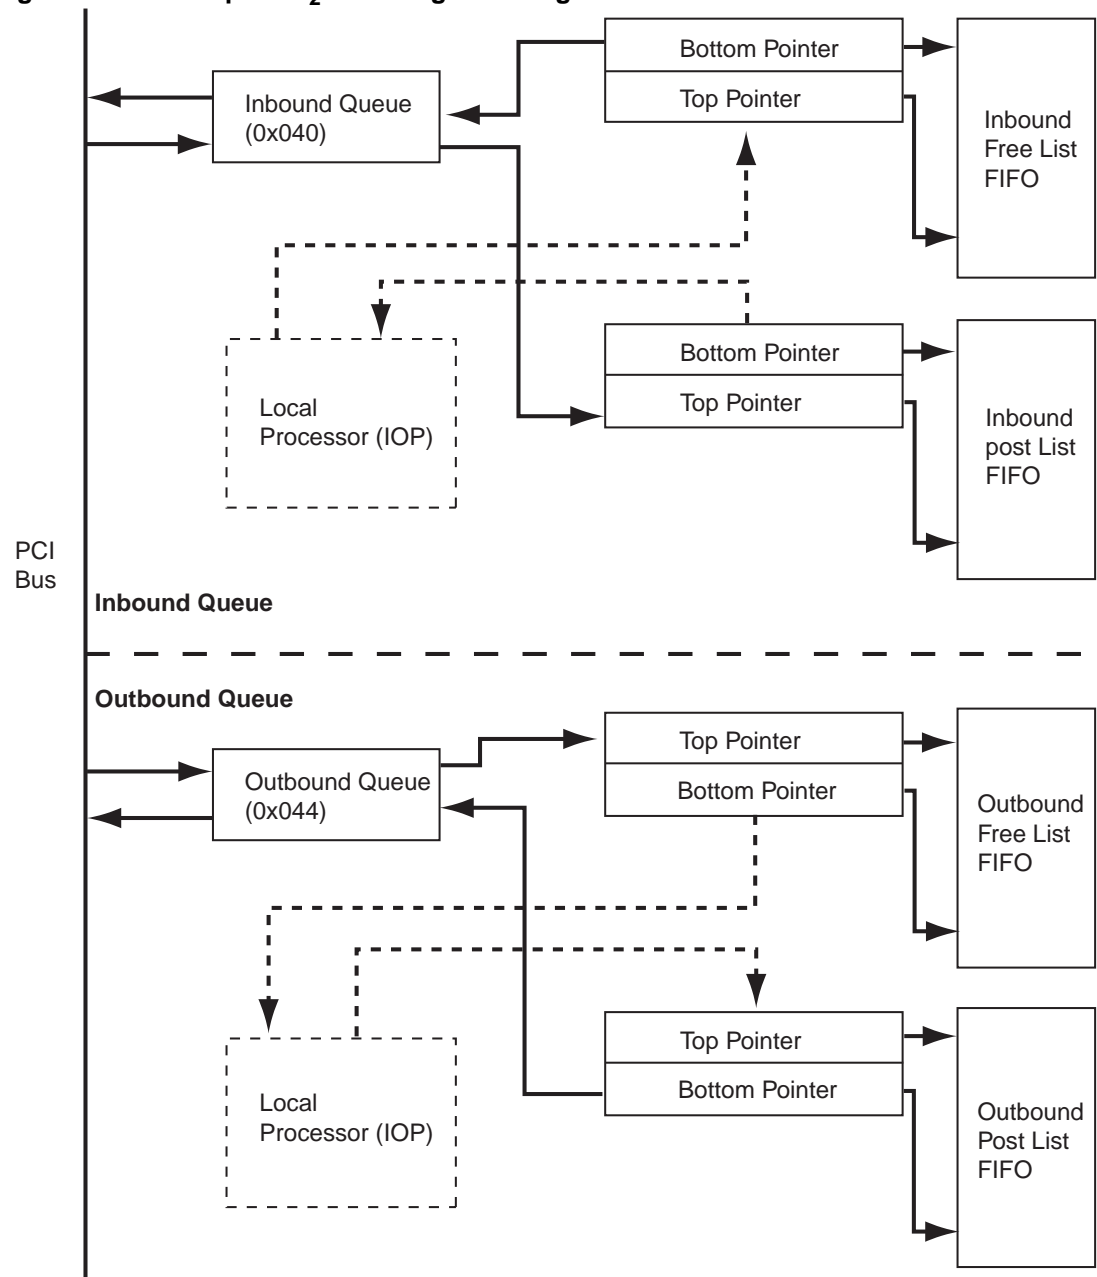 Bottom Pointer
Top Pointer
Inbound Queue
(0x040)
Inbound
Free List
FIFO
Bottom Pointer
Top Pointer
Local
Processor (IOP)
Inbound
post List
FIFO
PCI
Bus
Inbound Queue
Outbound Queue
Top Pointer
Bottom Pointer
Outbound Queue
(0x044)
Outbound
Free List
FIFO
Top Pointer
Bottom Pointer
Local
Processor (IOP)
Outbound
Post List
FIFO